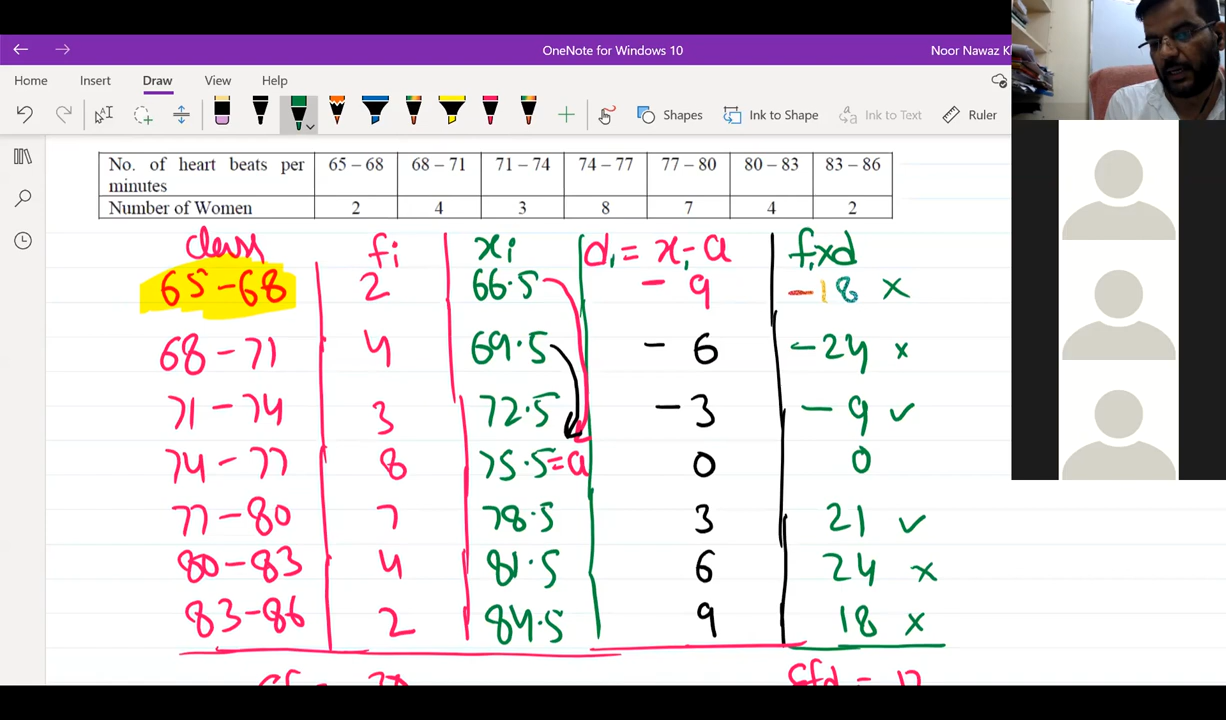 OneNote for Windows 10
Noor Nawaz K
Home Insert Draw View Help
Shapes Ink to Shape Ink to Text Ruler
No. of heart beats per minutes 65 – 68 68 – 71 71 – 74 74 – 77 77 – 80 80 – 83 83 – 86
Number of Women 2 4 3 8 7 4 2
class fi xi di = xi - a fixd
65 - 68 2 66.5 - 9 -18 ×
68 - 71 4 69.5 - 6 - 24 ×
71 - 74 3 72.5 - 3 - 9 ✓
74 - 77 8 75.5 = a 0 0
77 - 80 7 78.5 3 21 ✓
80 - 83 4 81.5 6 24 ×
83 - 86 2 84.5 9 18 ×